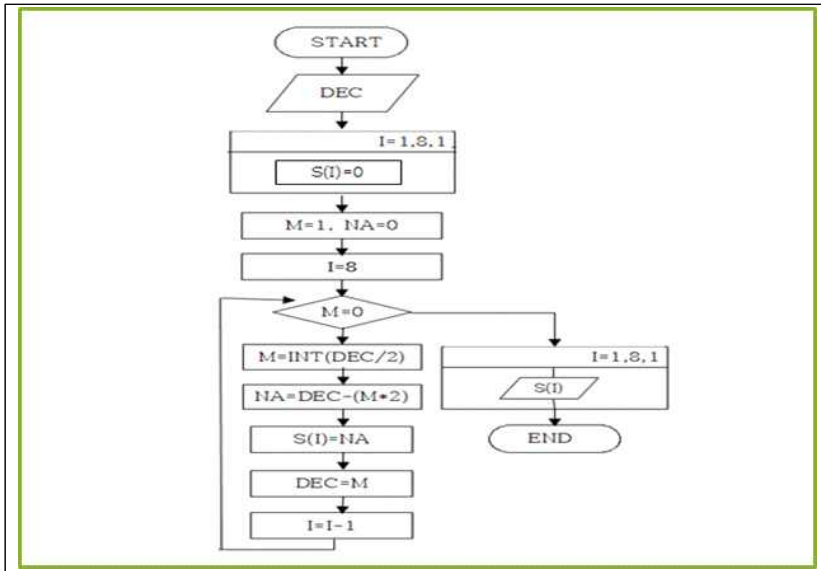 START
DEC
I=1,8,1
S(I)=0
M=1, NA=0
I=8
M=0
M=INT(DEC/2)
NA=DEC-(M*2)
S(I)=NA
DEC=M
I=I-1
I=1,8,1
S(I)
END